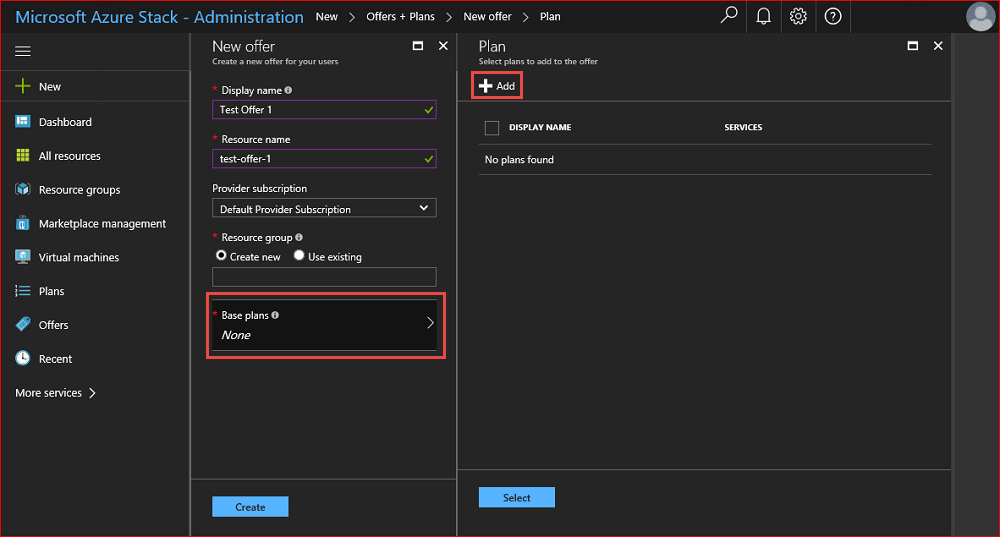 Microsoft Azure Stack - Administration New > Offers + Plans > New offer > Plan
New
Dashboard
All resources
Resource groups
Marketplace management
Virtual machines
Plans
Offers
Recent
More services >
New offer
Create a new offer for your users
* Display name
Test Offer 1
* Resource name
test-offer-1
Provider subscription
Default Provider Subscription
* Resource group
Create new Use existing
* Base plans
None
Create
Plan
Select plans to add to the offer
+ Add
DISPLAY NAME SERVICES
No plans found
Select